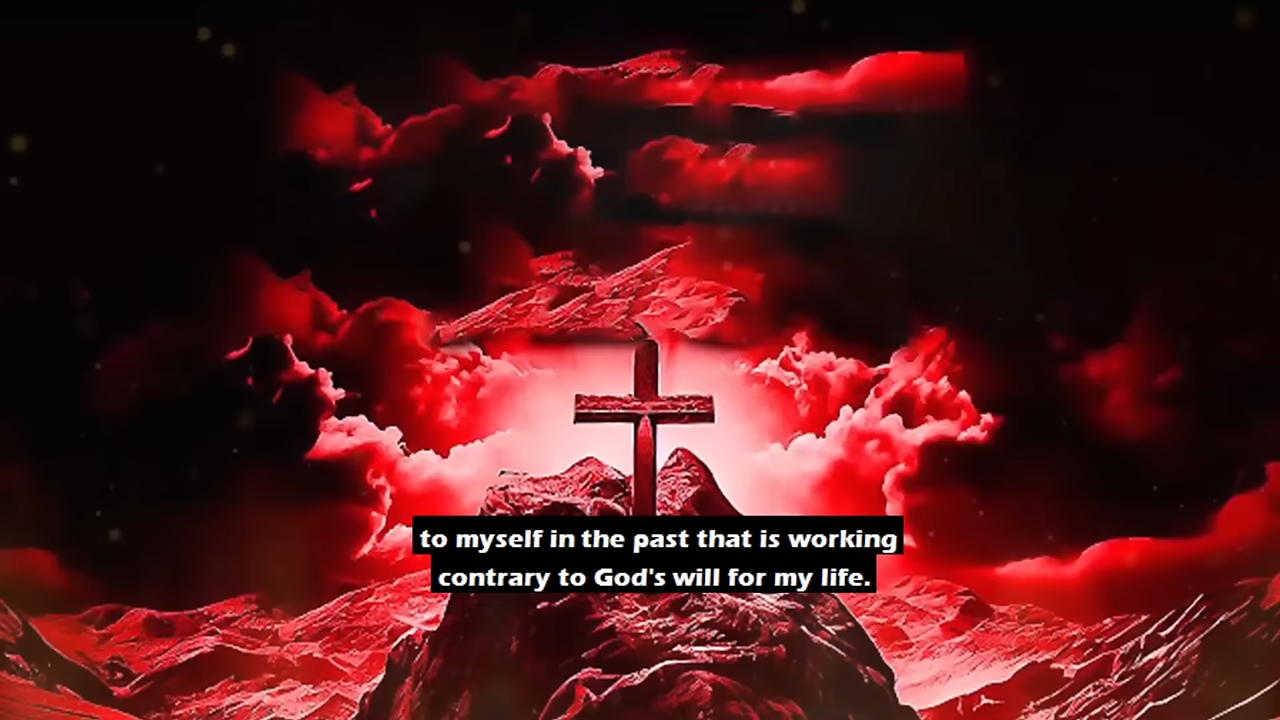 to myself in the past that is working
contrary to God's will for my life.